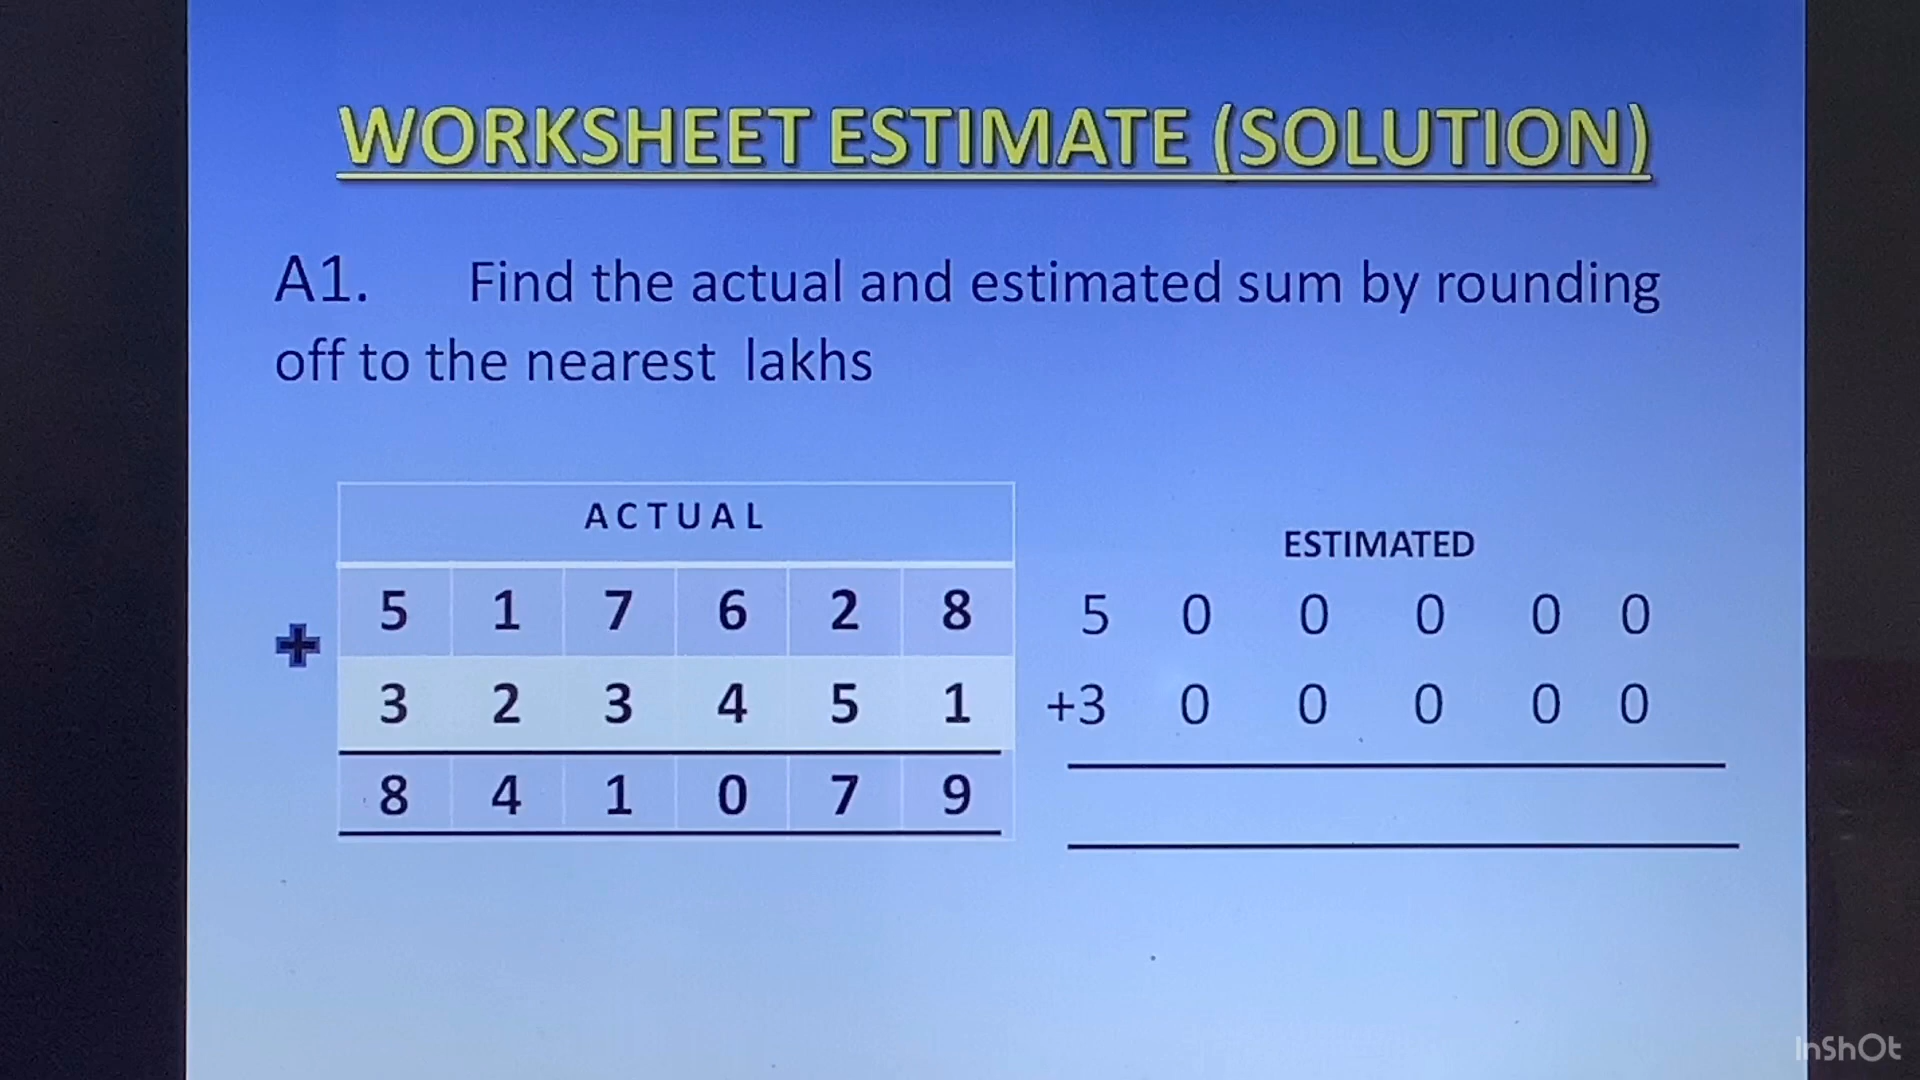 WORKSHEET ESTIMATE (SOLUTION)
A1. Find the actual and estimated sum by rounding
off to the nearest lakhs
ACTUAL
ESTIMATED
5 1 7 6 2 8
5 0 0 0 0 0
+
3 2 3 4 5 1
+3 0 0 0 0 0
8 4 1 0 7 9
InShOt